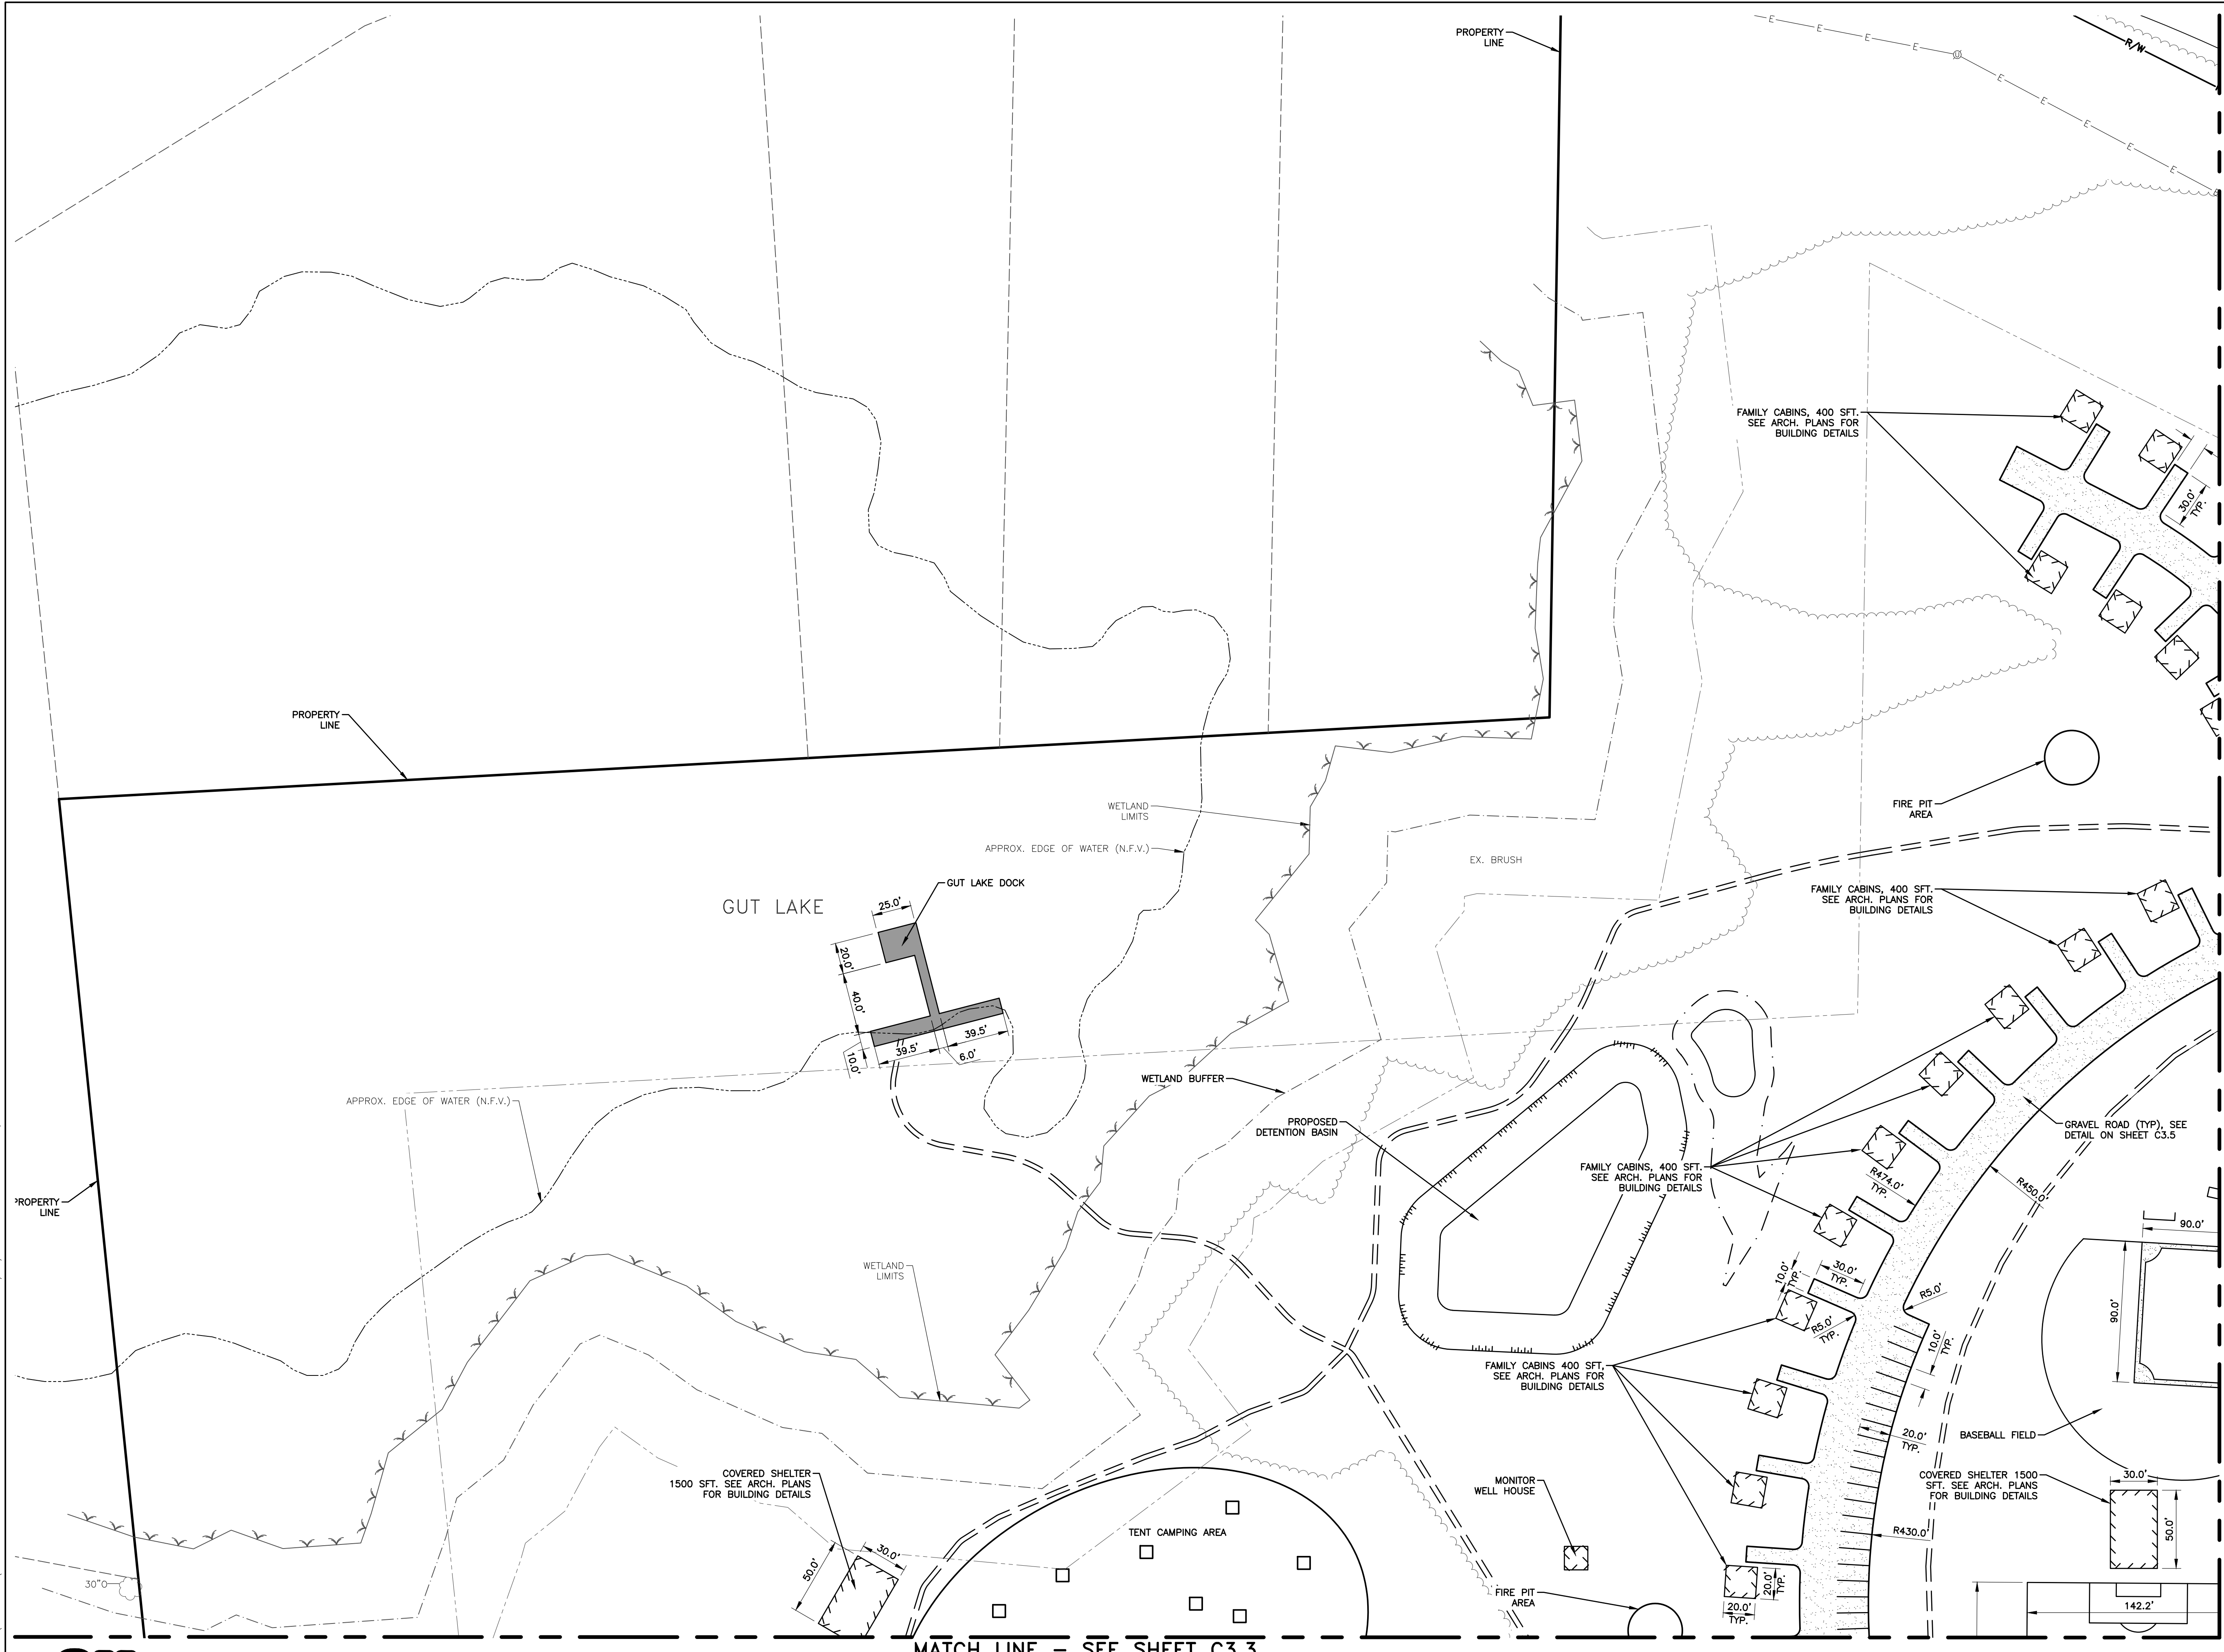 PROPERTY
LINE
E
E
E
E
E
E
E
E
E
R/W
FAMILY CABINS, 400 SFT.
SEE ARCH. PLANS FOR
BUILDING DETAILS
30.0'
TYP.
PROPERTY
LINE
FIRE PIT
AREA
WETLAND
LIMITS
APPROX. EDGE OF WATER (N.F.V.)
EX. BRUSH
GUT LAKE DOCK
GUT LAKE
25.0'
20.0'
40.0'
10.0'
39.5'
39.5'
6.0'
FAMILY CABINS, 400 SFT.
SEE ARCH. PLANS FOR
BUILDING DETAILS
APPROX. EDGE OF WATER (N.F.V.)
WETLAND BUFFER
PROPOSED
DETENTION BASIN
GRAVEL ROAD (TYP), SEE
DETAIL ON SHEET C3.5
FAMILY CABINS, 400 SFT.
SEE ARCH. PLANS FOR
BUILDING DETAILS
R474.0'
TYP.
R450.0'
PROPERTY
LINE
90.0'
90.0'
WETLAND
LIMITS
10.0'
TYP.
30.0'
TYP.
R5.0'
R5.0'
TYP.
10.0'
TYP.
FAMILY CABINS 400 SFT,
SEE ARCH. PLANS FOR
BUILDING DETAILS
20.0'
TYP.
BASEBALL FIELD
COVERED SHELTER
1500 SFT. SEE ARCH. PLANS
FOR BUILDING DETAILS
MONITOR
WELL HOUSE
COVERED SHELTER 1500
SFT. SEE ARCH. PLANS
FOR BUILDING DETAILS
30.0'
50.0'
TENT CAMPING AREA
R430.0'
50.0'
30.0'
30"O
FIRE PIT
AREA
20.0'
TYP.
20.0'
TYP.
142.2'
MATCH LINE – SEE SHEET C3.3